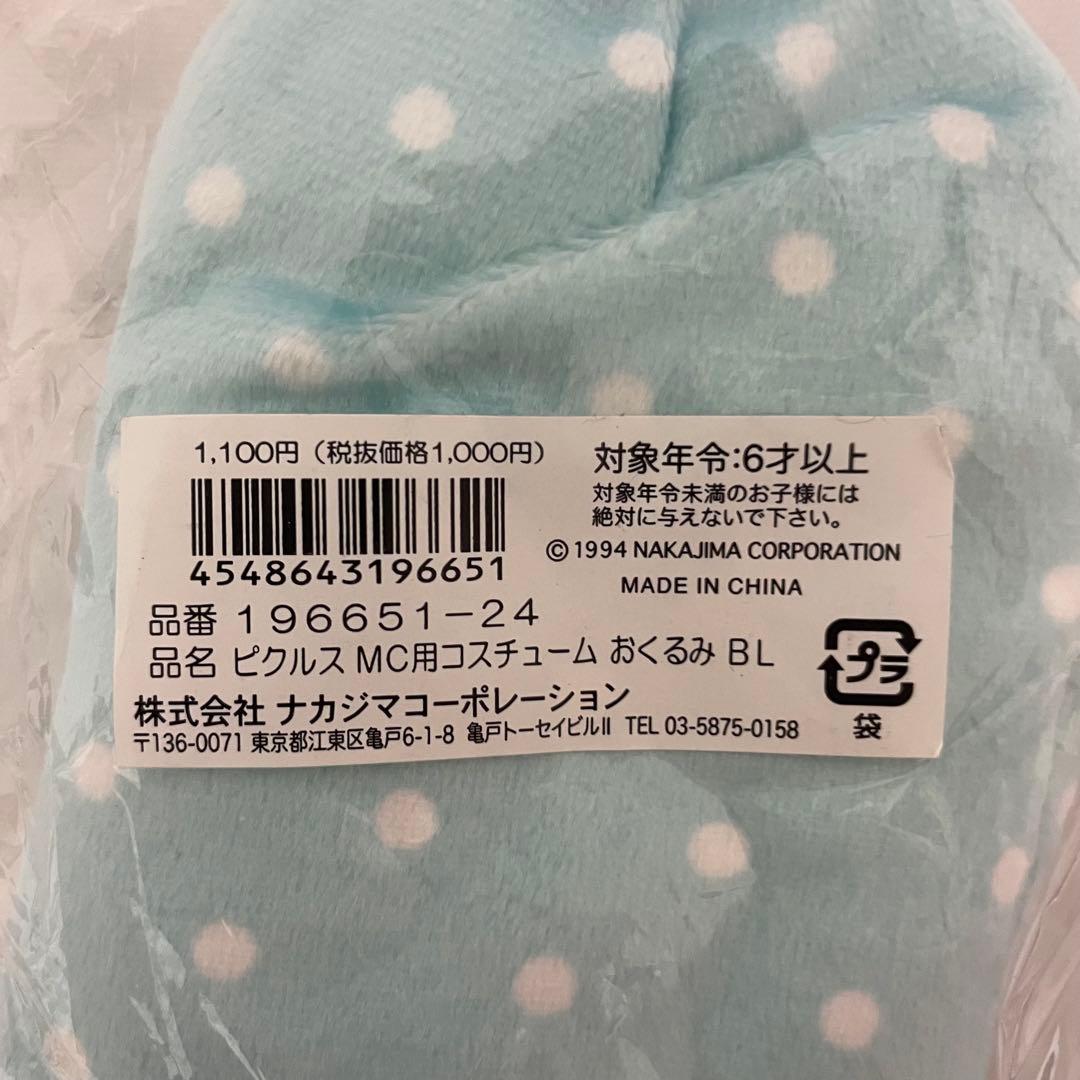 1,100円（税抜価格1,000円）
4548643196651
対象年令:6才以上
対象年令未満のお子様には
絶対に与えないで下さい。
©1994 NAKAJIMA CORPORATION
MADE IN CHINA
品番 196651-24
品名 ピクルス MC用コスチューム おくるみ BL
株式会社 ナカジマコーポレーション
〒136-0071 東京都江東区亀戸6-1-8 亀戸トーセイビルII TEL 03-5875-0158
プラ
袋